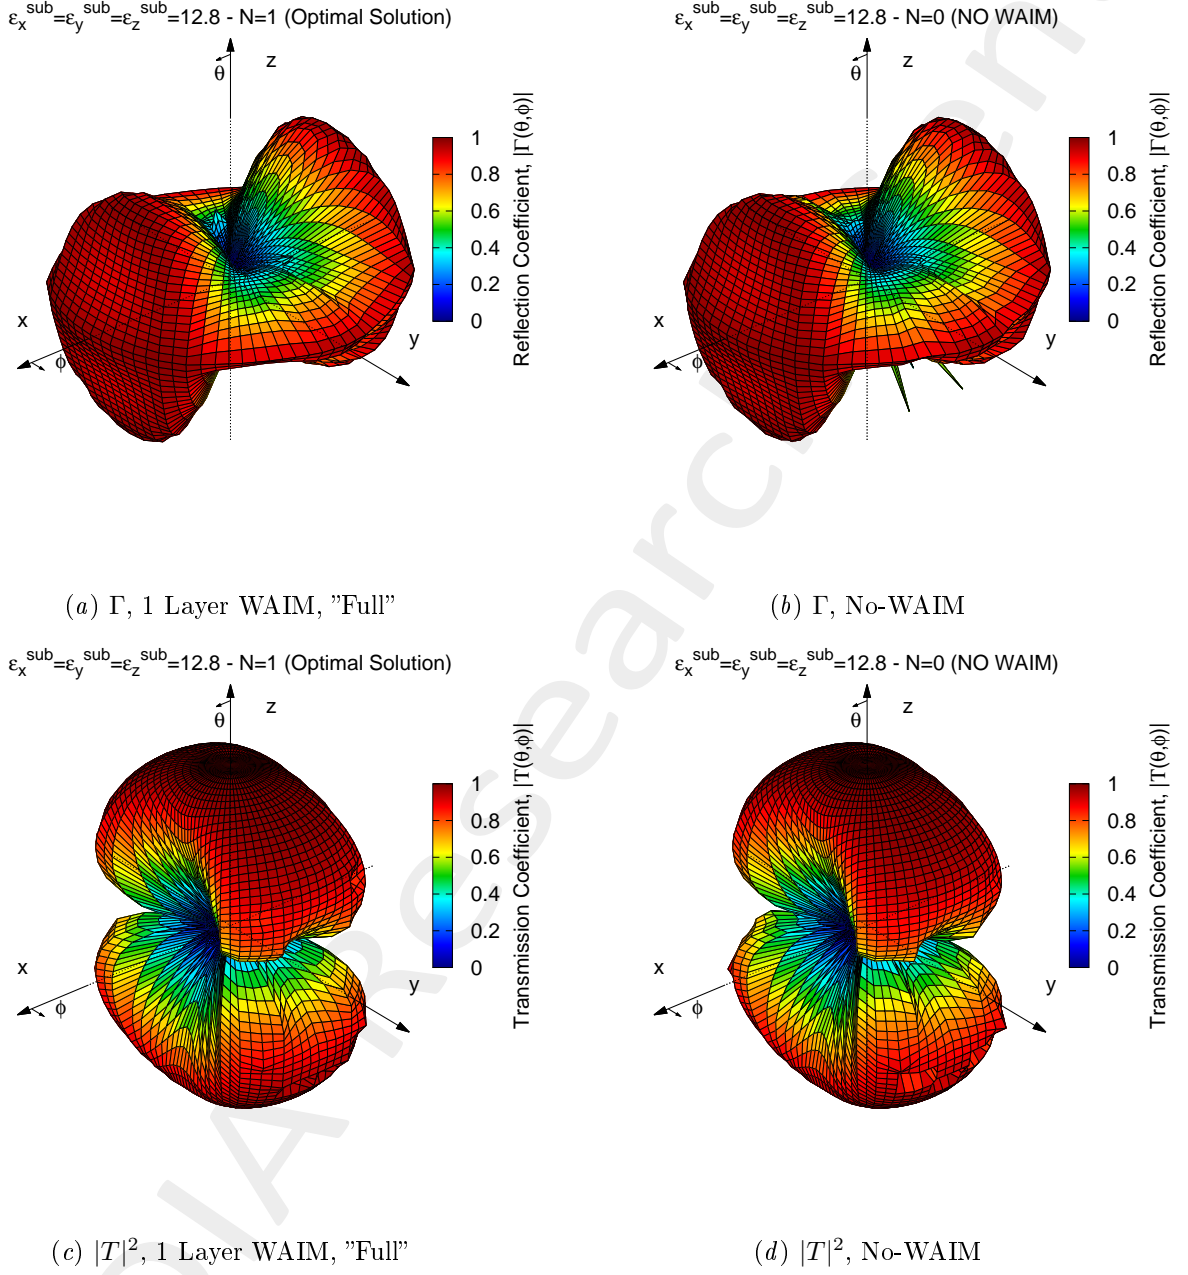 εx^sub=εy^sub=εz^sub=12.8 - N=1 (Optimal Solution)
θ
z
x
ϕ
y
1
0.8
0.6
0.4
0.2
0
Reflection Coefficient, |Γ(θ,ϕ)|
(a) Γ, 1 Layer WAIM, ”Full”
εx^sub=εy^sub=εz^sub=12.8 - N=0 (NO WAIM)
θ
z
x
ϕ
y
1
0.8
0.6
0.4
0.2
0
Reflection Coefficient, |Γ(θ,ϕ)|
(b) Γ, No-WAIM
εx^sub=εy^sub=εz^sub=12.8 - N=1 (Optimal Solution)
θ
z
x
ϕ
y
1
0.8
0.6
0.4
0.2
0
Transmission Coefficient, |T(θ,ϕ)|
(c) |T|², 1 Layer WAIM, ”Full”
εx^sub=εy^sub=εz^sub=12.8 - N=0 (NO WAIM)
θ
z
x
ϕ
y
1
0.8
0.6
0.4
0.2
0
Transmission Coefficient, |T(θ,ϕ)|
(d) |T|², No-WAIM